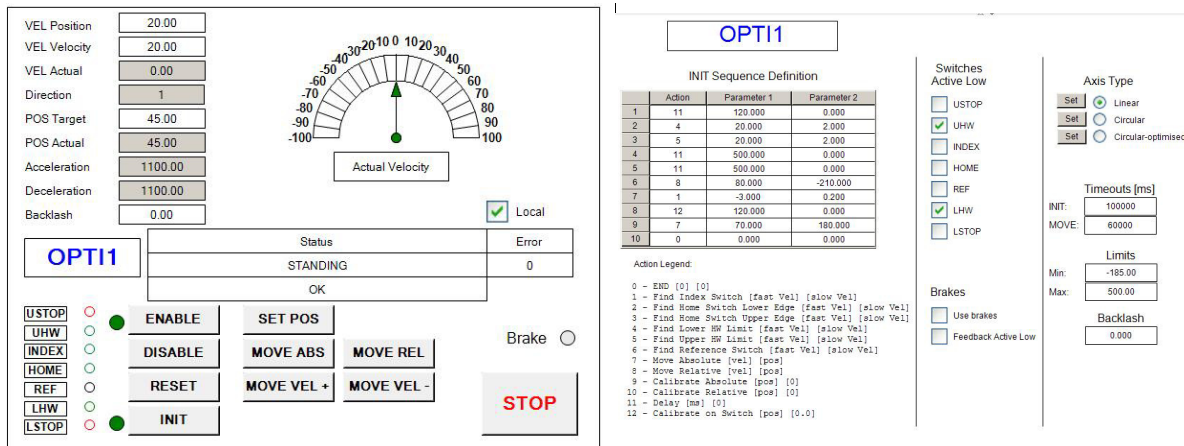 VEL Position 20.00
VEL Velocity 20.00
VEL Actual 0.00
Direction 1
POS Target 45.00
POS Actual 45.00
Acceleration 1100.00
Deceleration 1100.00
Backlash 0.00
-100 -90 -80 -70 -60 -50 -40 -30 -20 -10 0 10 20 30 40 50 60 70 80 90 100
Actual Velocity
Local
OPTI1
Status Error
STANDING 0
OK
USTOP
UHW
INDEX
HOME
REF
LHW
LSTOP
ENABLE SET POS
DISABLE MOVE ABS MOVE REL
RESET MOVE VEL + MOVE VEL -
INIT
Brake
STOP
OPTI1
INIT Sequence Definition
Action Parameter 1 Parameter 2
1 11 120.000 0.000
2 4 20.000 2.000
3 5 20.000 2.000
4 11 500.000 0.000
5 11 500.000 0.000
6 8 80.000 -210.000
7 1 -3.000 0.200
8 12 120.000 0.000
9 7 70.000 180.000
10 0 0.000 0.000
Action Legend:
0 - END [0] [0]
1 - Find Index Switch [fast Vel] [slow Vel]
2 - Find Home Switch Lower Edge [fast Vel] [slow Vel]
3 - Find Home Switch Upper Edge [fast Vel] [slow Vel]
4 - Find Lower HW Limit [fast Vel] [slow Vel]
5 - Find Upper HW Limit [fast Vel] [slow Vel]
6 - Find Reference Switch [fast Vel] [slow Vel]
7 - Move Absolute [vel] [pos]
8 - Move Relative [vel] [pos]
9 - Calibrate Absolute [pos] [0]
10 - Calibrate Relative [pos] [0]
11 - Delay [ms] [0]
12 - Calibrate on Switch [pos] [0.0]
Switches
Active Low
USTOP
UHW
INDEX
HOME
REF
LHW
LSTOP
Brakes
Use brakes
Feedback Active Low
Axis Type
Set Linear
Set Circular
Set Circular-optimised
Timeouts [ms]
INIT: 100000
MOVE: 60000
Limits
Min: -185.00
Max: 500.00
Backlash
0.000